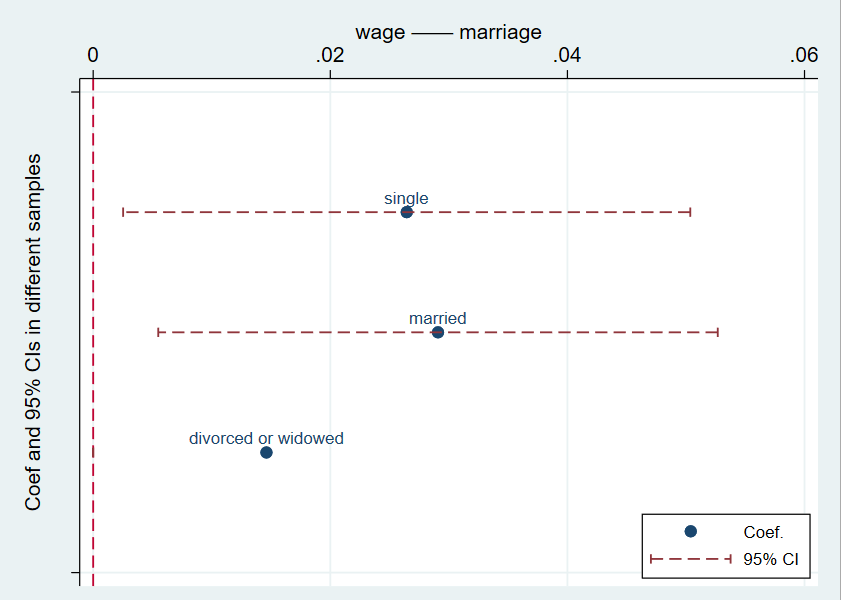 wage —— marriage
0 .02 .04 .06
Coef and 95% CIs in different samples
single
married
divorced or widowed
Coef.
95% CI